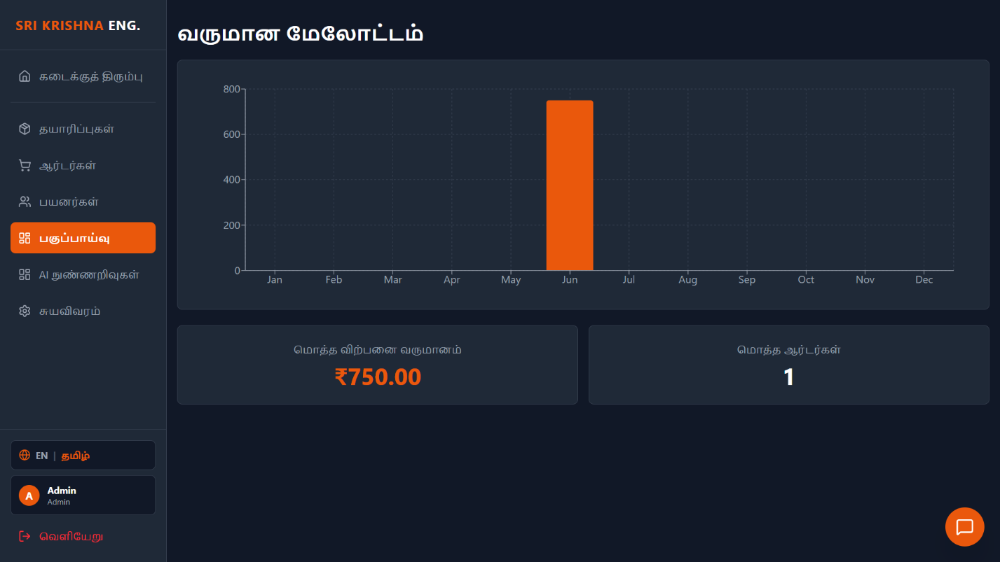 SRI KRISHNA ENG.
கடைக்குத் திரும்பு
தயாரிப்புகள்
ஆர்டர்கள்
பயனர்கள்
பகுப்பாய்வு
AI நுண்ணறிவுகள்
சுயவிவரம்
EN | தமிழ்
A
Admin
Admin
வெளியேறு
வருமான மேலோட்டம்
800
600
400
200
0
Jan Feb Mar Apr May Jun Jul Aug Sep Oct Nov Dec
மொத்த விற்பனை வருமானம்
₹750.00
மொத்த ஆர்டர்கள்
1